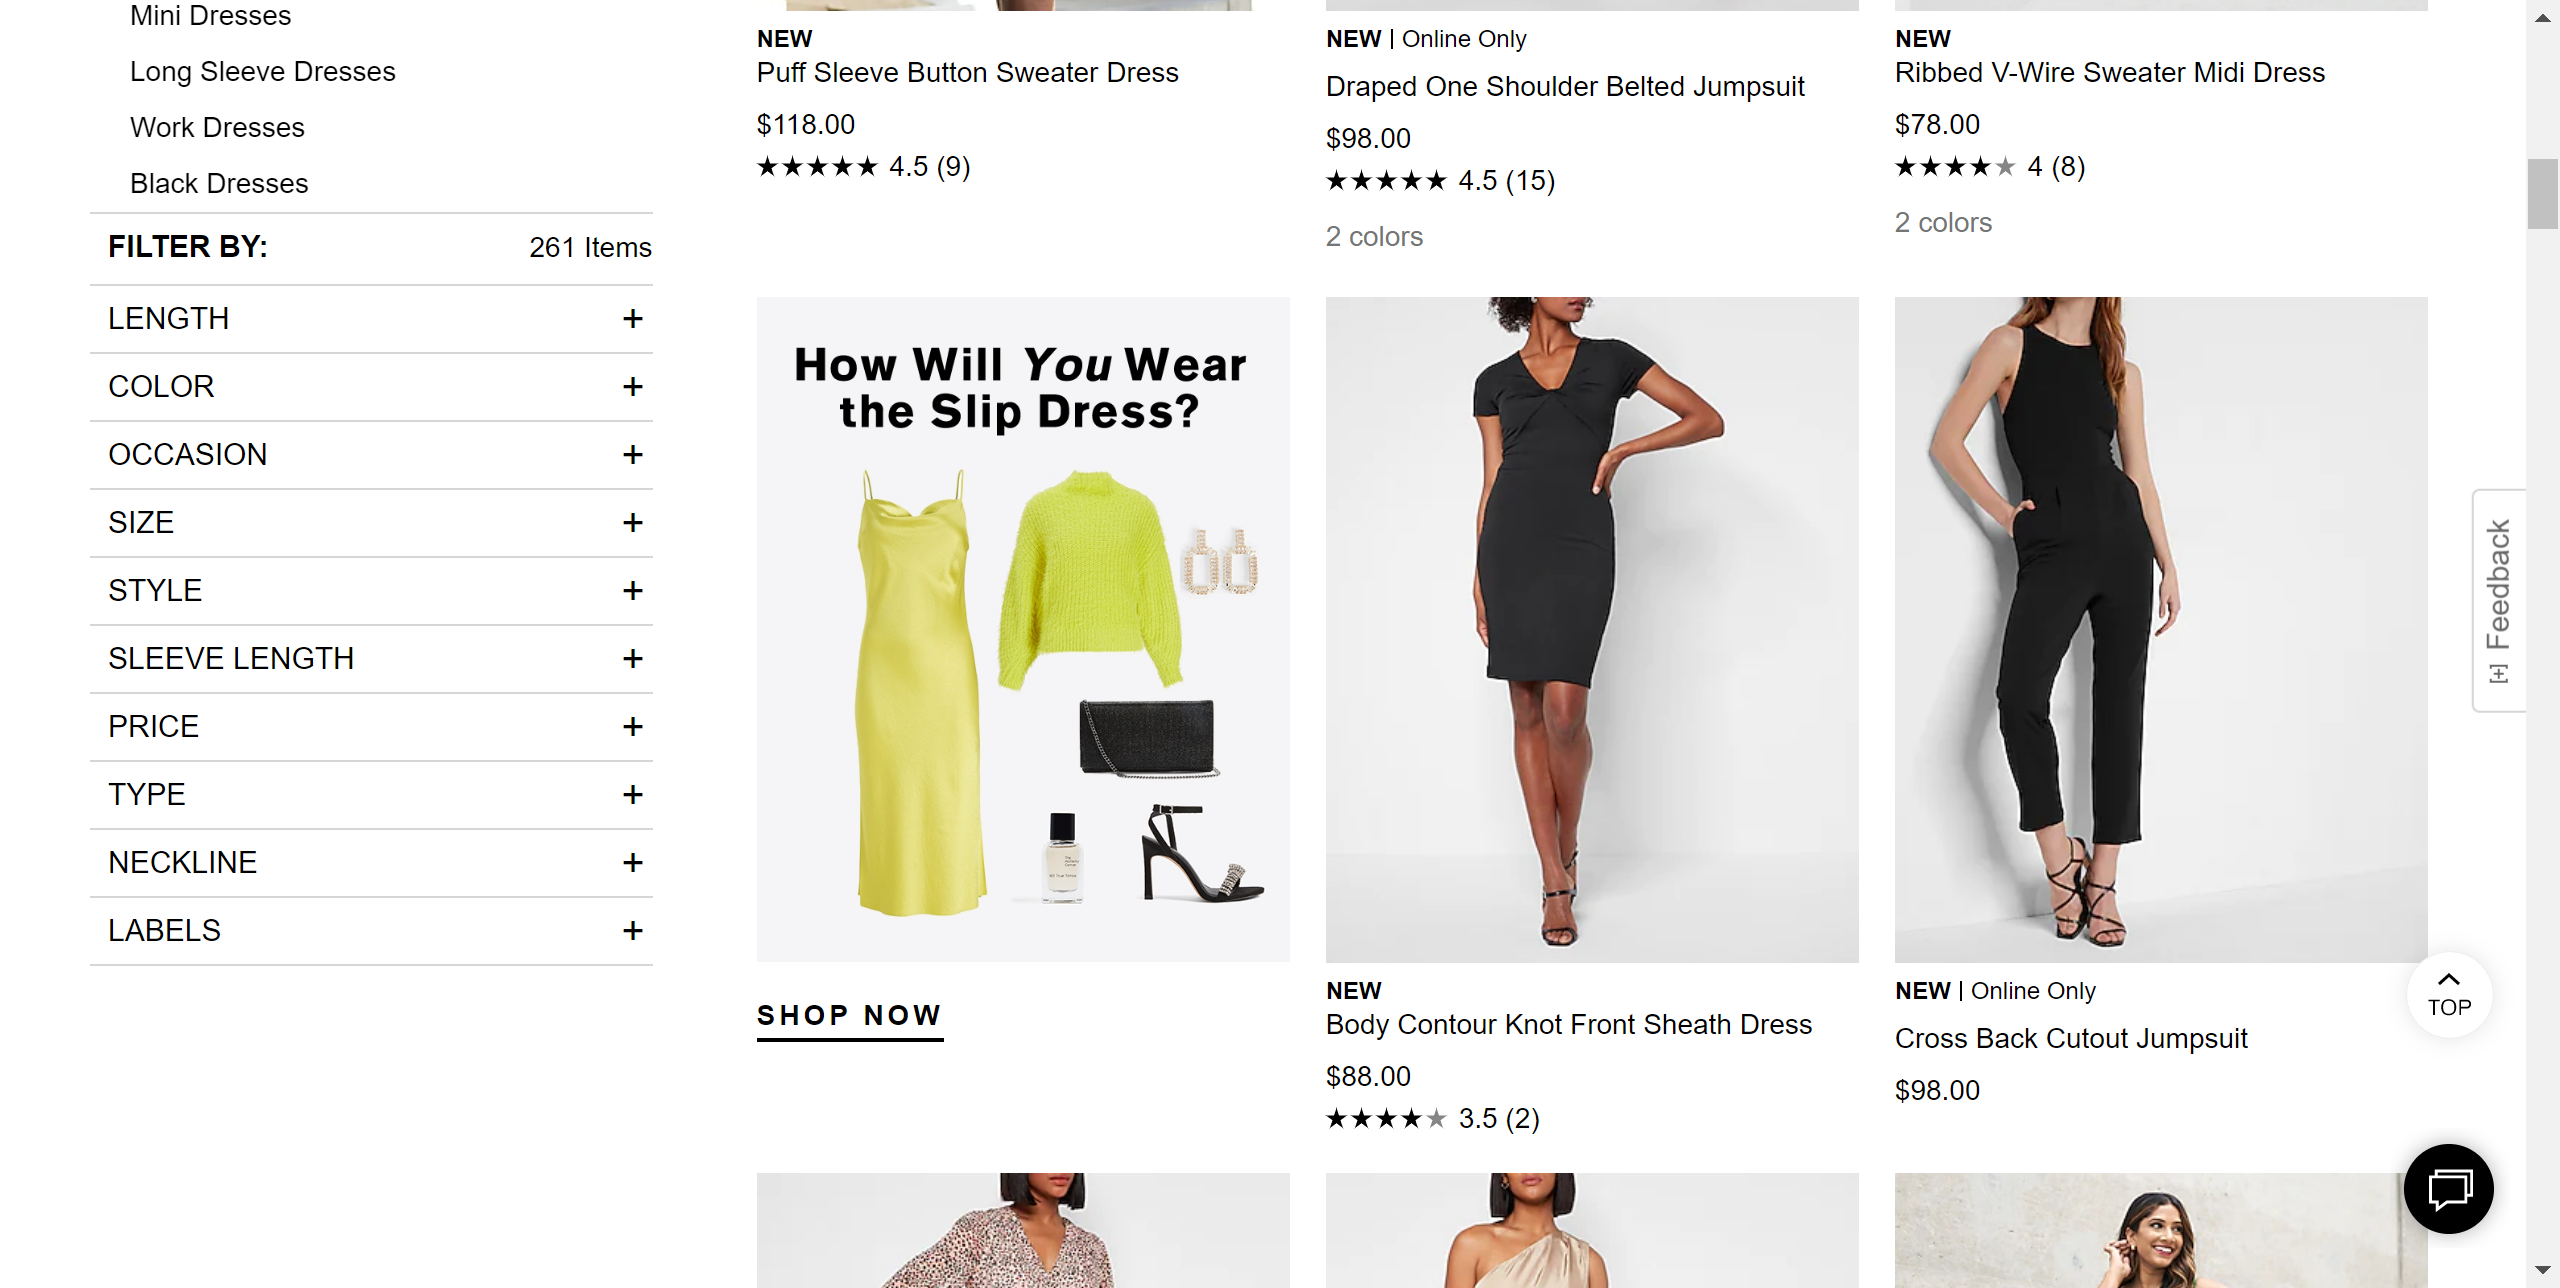 Mini Dresses
Long Sleeve Dresses
Work Dresses
Black Dresses
FILTER BY: 261 Items
LENGTH +
COLOR +
OCCASION +
SIZE +
STYLE +
SLEEVE LENGTH +
PRICE +
TYPE +
NECKLINE +
LABELS +
NEW
Puff Sleeve Button Sweater Dress
$118.00
★★★★★ 4.5 (9)
NEW | Online Only
Draped One Shoulder Belted Jumpsuit
$98.00
★★★★★ 4.5 (15)
2 colors
NEW
Ribbed V-Wire Sweater Midi Dress
$78.00
★★★★★ 4 (8)
2 colors
How Will You Wear
the Slip Dress?
SHOP NOW
NEW
Body Contour Knot Front Sheath Dress
$88.00
★★★★★ 3.5 (2)
NEW | Online Only
Cross Back Cutout Jumpsuit
$98.00
[+] Feedback
TOP